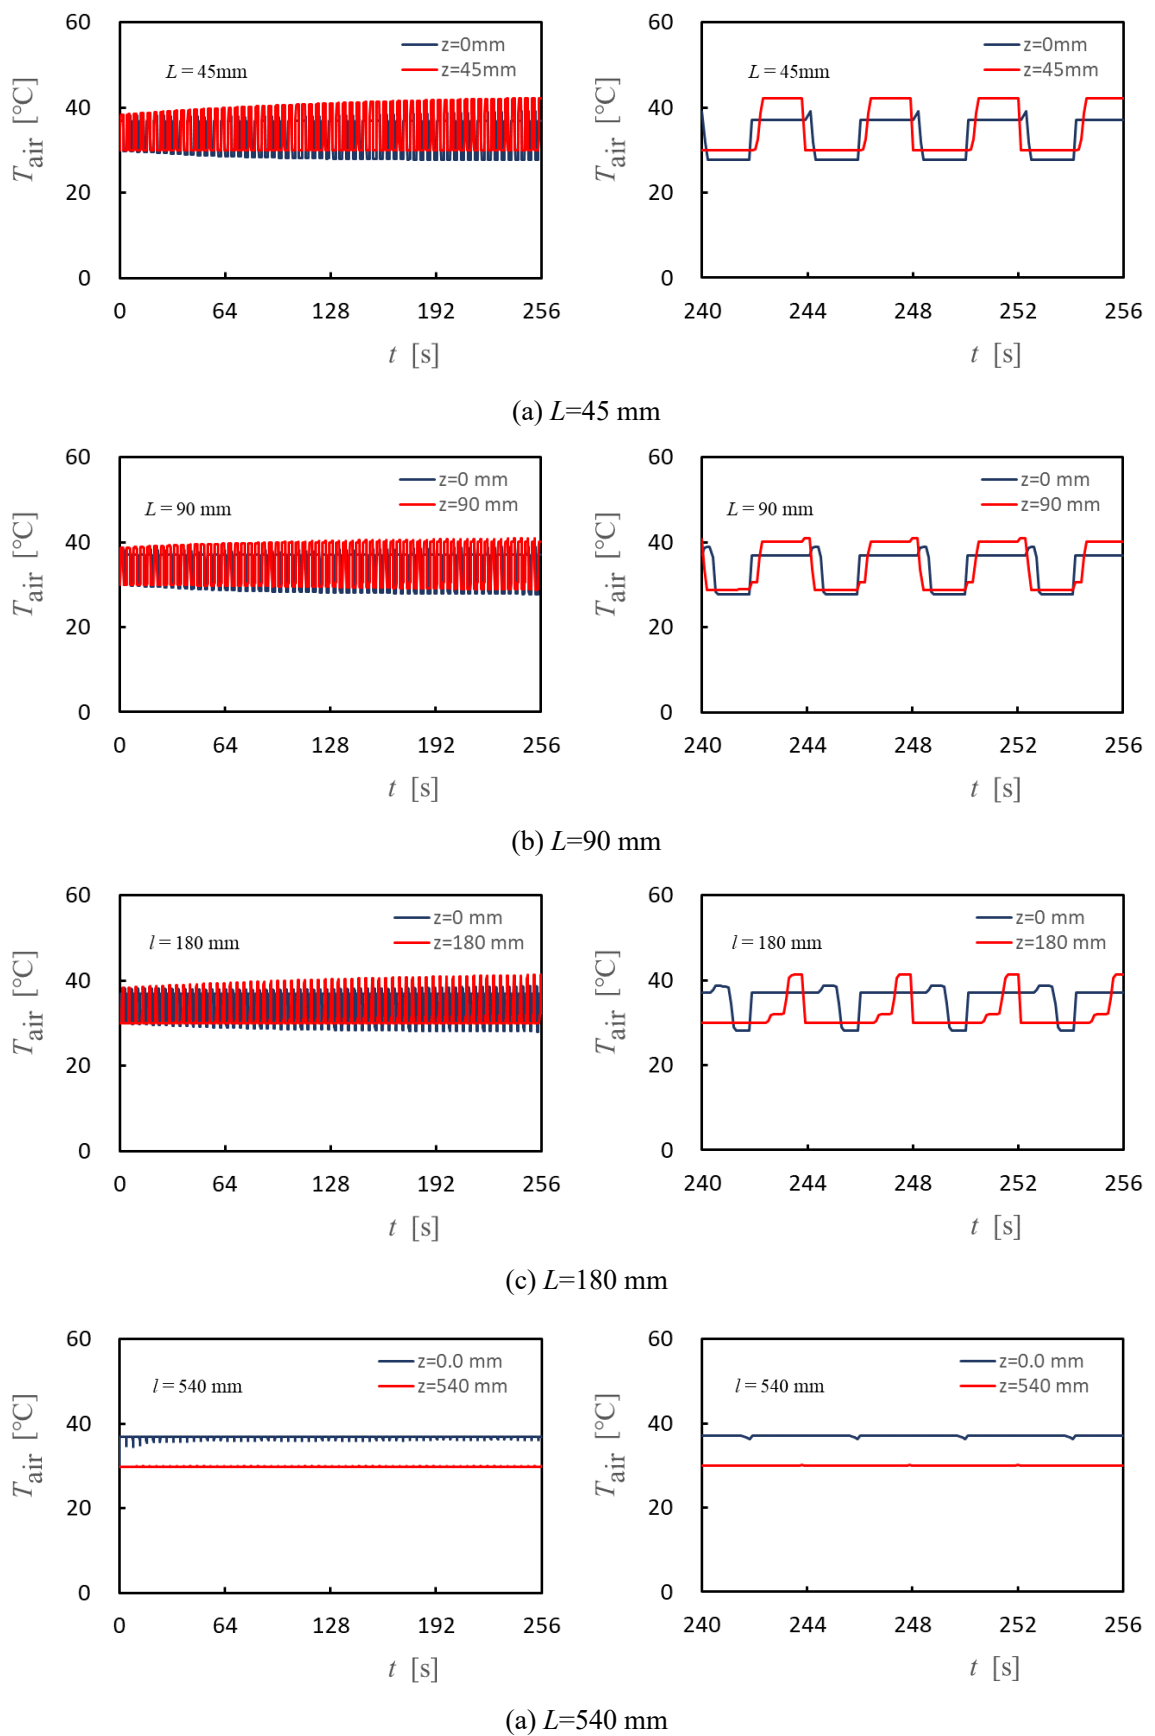 60
z=0mm
z=45mm
L = 45mm
40
20
0
Tair [°C]
0 64 128 192 256
t [s]
60
z=0mm
z=45mm
L = 45mm
40
20
0
Tair [°C]
240 244 248 252 256
t [s]
(a) L=45 mm
60
z=0 mm
z=90 mm
L = 90 mm
40
20
0
Tair [°C]
0 64 128 192 256
t [s]
60
z=0 mm
z=90 mm
L = 90 mm
40
20
0
Tair [°C]
240 244 248 252 256
t [s]
(b) L=90 mm
60
z=0 mm
z=180 mm
l = 180 mm
40
20
0
Tair [°C]
0 64 128 192 256
t [s]
60
z=0 mm
z=180 mm
l = 180 mm
40
20
0
Tair [°C]
240 244 248 252 256
t [s]
(c) L=180 mm
60
z=0.0 mm
z=540 mm
l = 540 mm
40
20
0
Tair [°C]
0 64 128 192 256
t [s]
60
z=0.0 mm
z=540 mm
l = 540 mm
40
20
0
Tair [°C]
240 244 248 252 256
t [s]
(a) L=540 mm